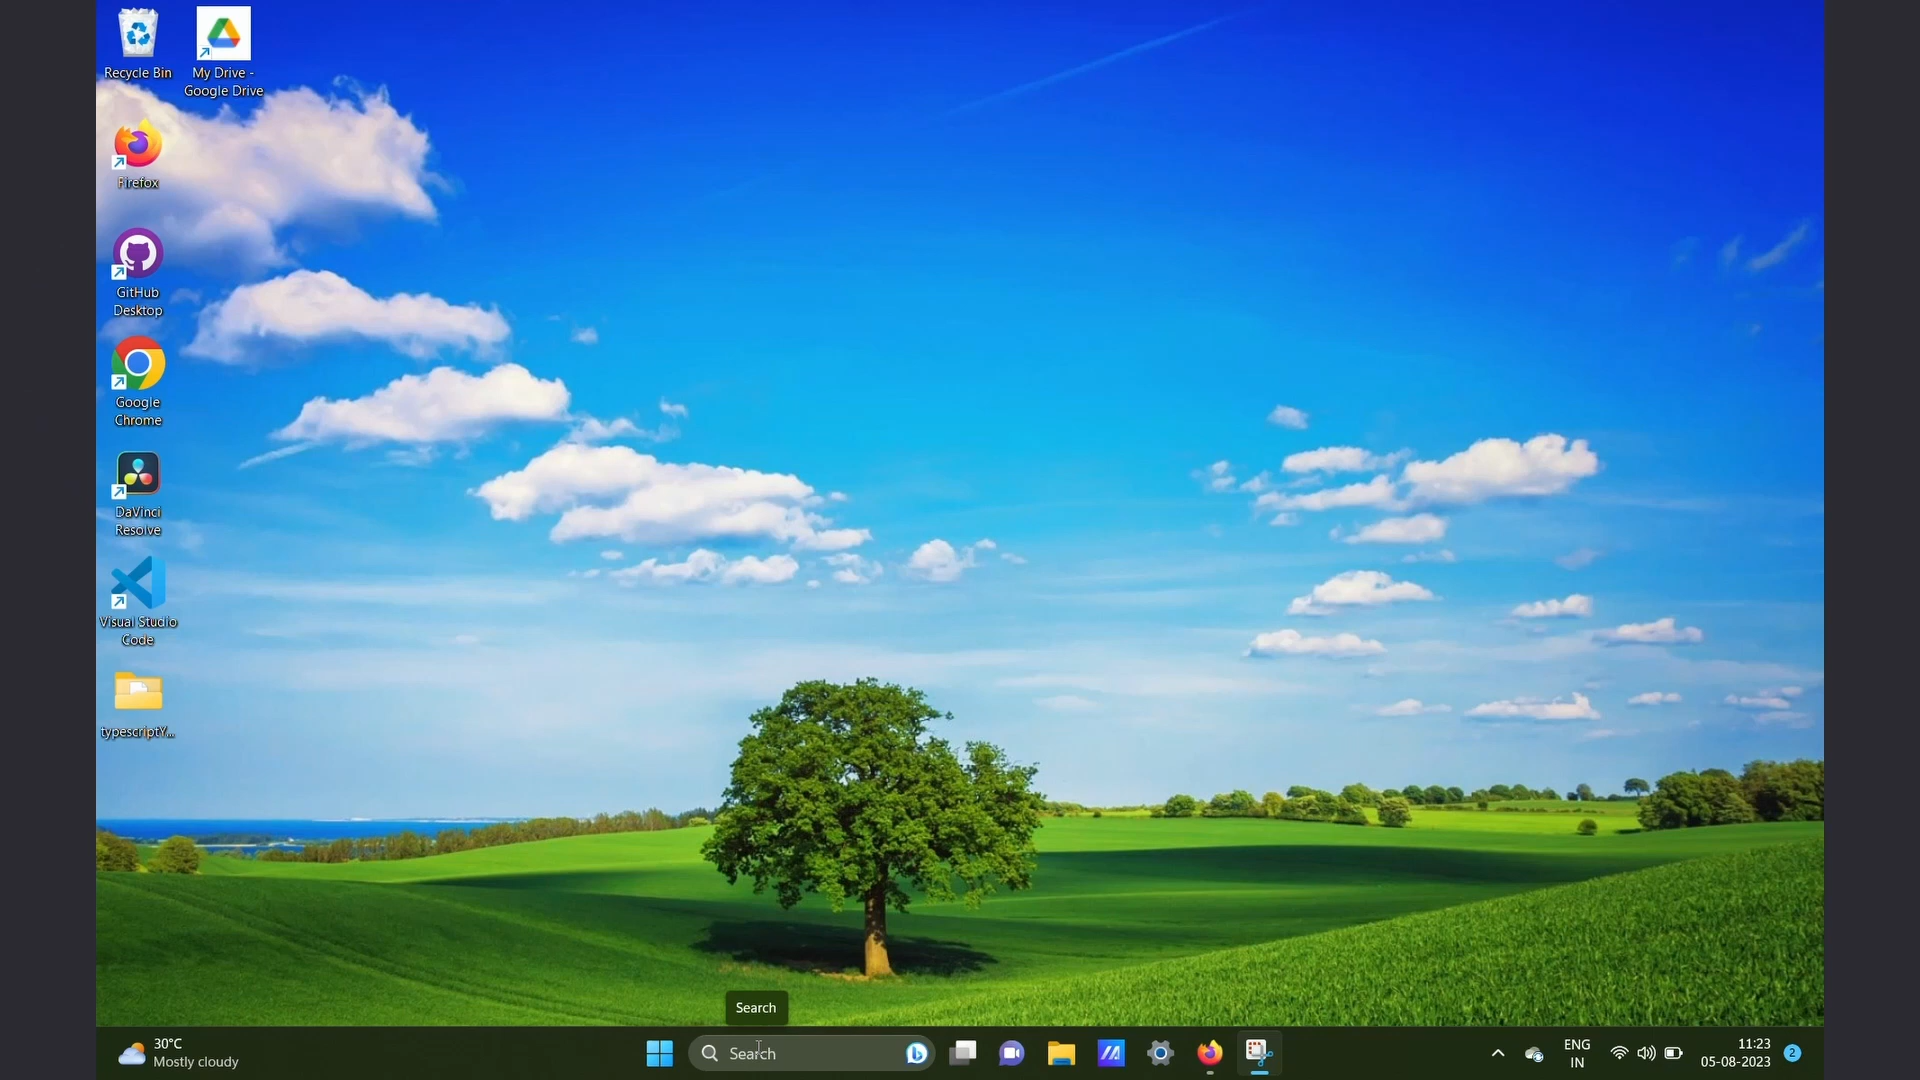 Recycle Bin
My Drive -
Google Drive
Firefox
GitHub
Desktop
Google
Chrome
DaVinci
Resolve
Visual Studio
Code
typescriptY...
Search
30°C
Mostly cloudy
Search
ENG
IN
11:23
05-08-2023
2